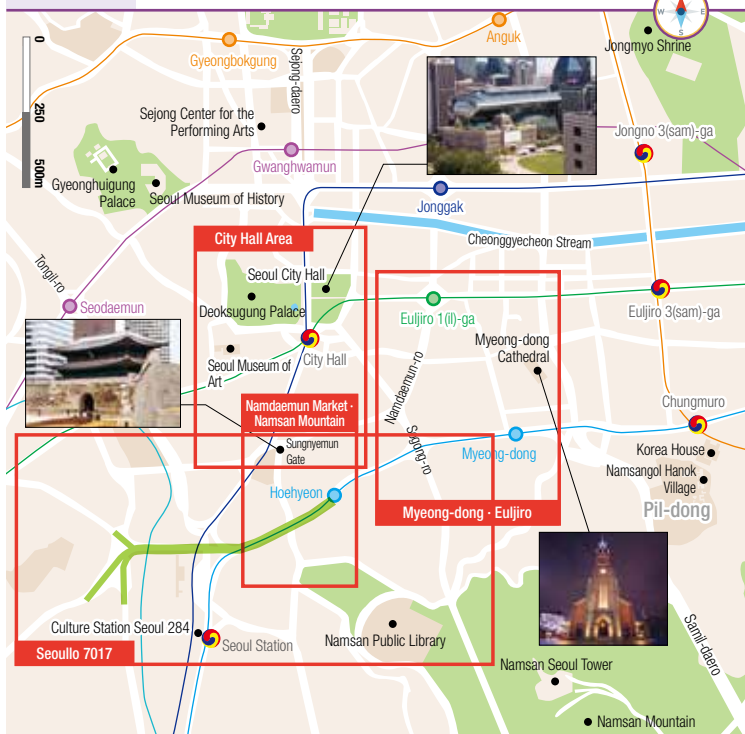 W
E
S
Anguk
Jongmyo Shrine
Gyeongbokgung
Sejong-daero
0
250
500m
Sejong Center for the
Performing Arts
Jongno 3(sam)-ga
Gwanghwamun
Gyeonghuigung
Palace
Seoul Museum of History
Jonggak
Cheonggyecheon Stream
City Hall Area
Tongil-ro
Seoul City Hall
Deoksugung Palace
Seodaemun
Euljiro 1(il)-ga
Euljiro 3(sam)-ga
City Hall
Seoul Museum of
Art
Myeong-dong
Cathedral
Namdaemun-ro
Namdaemun Market ·
Namsan Mountain
Chungmuro
Sogong-ro
Sungnyemun
Gate
Myeong-dong
Korea House
Namsangol Hanok
Village
Hoehyeon
Myeong-dong · Euljiro
Pil-dong
Culture Station Seoul 284
Seoul Station
Namsan Public Library
Seoullo 7017
Samil-daero
Namsan Seoul Tower
Namsan Mountain